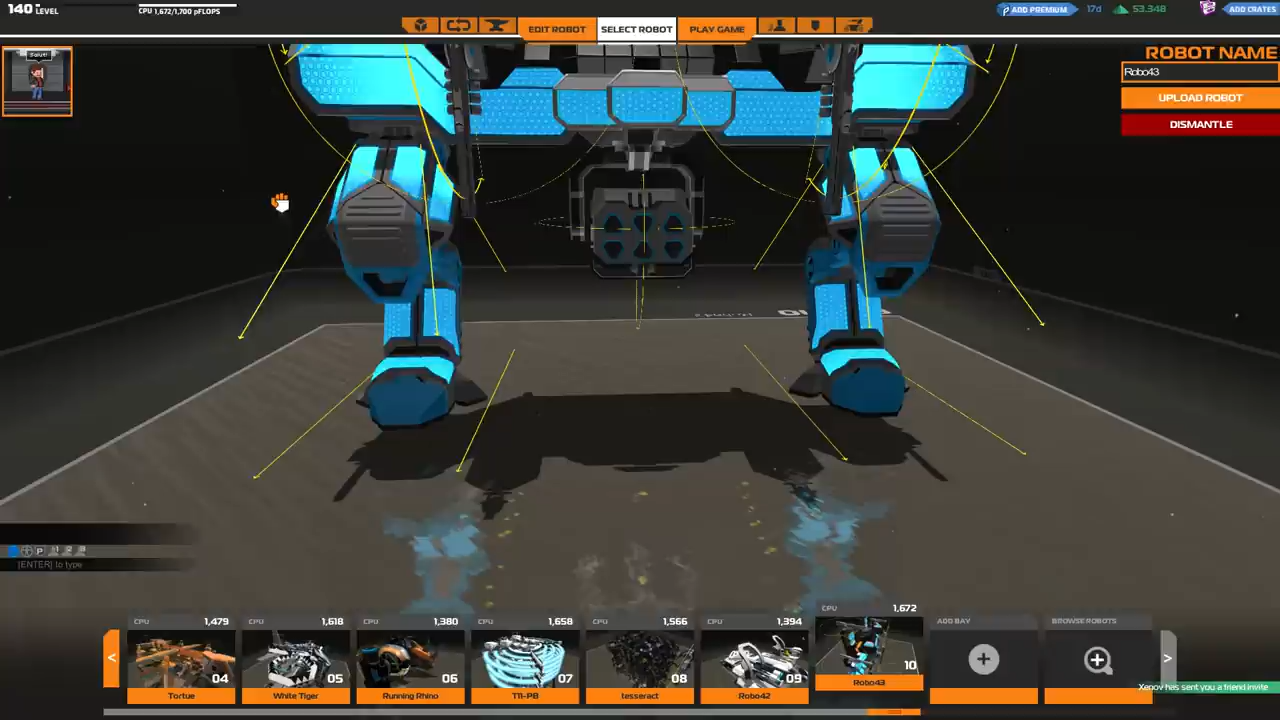 140 LEVEL
CPU 1,672/1,700 pFLOPS
EDIT ROBOT
SELECT ROBOT
PLAY GAME
ADD PREMIUM
17d
53.348
ADD CRATES
Salut!
ROBOT NAME
Robo43
UPLOAD ROBOT
DISMANTLE
P
[ENTER] to type
CPU 1,479
04
Tortue
CPU 1,618
05
White Tiger
CPU 1,380
06
Running Rhino
CPU 1,658
07
T11-PB
CPU 1,566
08
tesseract
CPU 1,394
09
Robo42
CPU 1,672
10
Robo43
ADD BAY
BROWSE ROBOTS
<
>
Xenov has sent you a friend invite